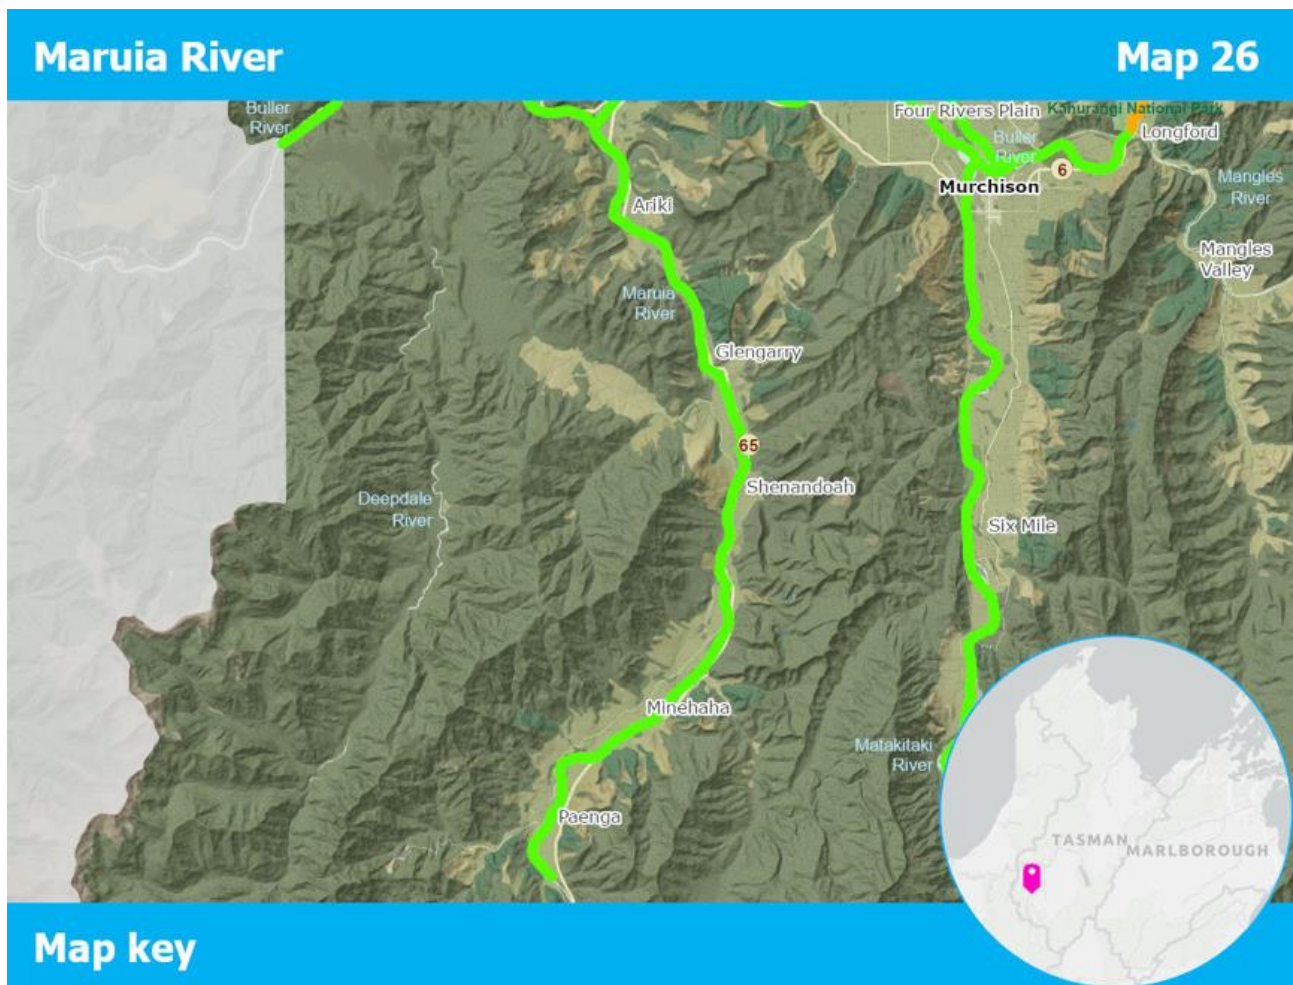 Maruia River
Map 26
Buller
River
Four Rivers Plain
Kahurangi National Park
Longford
Buller
River
6
Murchison
Mangles
River
Ariki
Mangles
Valley
Maruia
River
Glengarry
65
Shenandoah
Deepdale
River
Six Mile
Minehaha
Matakitaki
River
Paenga
TASMAN
MARLBOROUGH
Map key